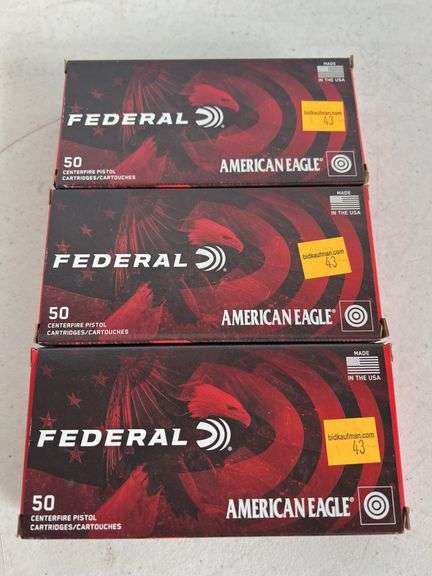 MADE
IN THE USA
bidkaufman.com
43
FEDERAL
50
CENTERFIRE PISTOL
CARTRIDGES/CARTOUCHES
AMERICAN EAGLE®
MADE
IN THE USA
bidkaufman.com
43
FEDERAL
50
CENTERFIRE PISTOL
CARTRIDGES/CARTOUCHES
AMERICAN EAGLE®
MADE
IN THE USA
bidkaufman.com
43
FEDERAL
50
CENTERFIRE PISTOL
CARTRIDGES/CARTOUCHES
AMERICAN EAGLE®